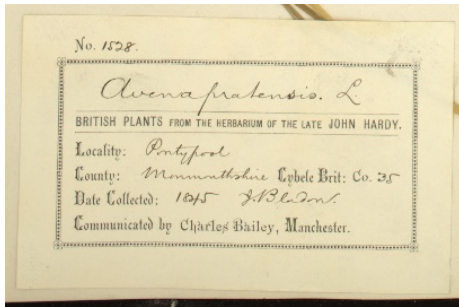 No. 1528.
Avena pratensis. L.
BRITISH PLANTS FROM THE HERBARIUM OF THE LATE JOHN HARDY.
Locality: Pontypool
County: Monmouthshire Cybele Brit: Co. 35
Date Collected: 1845 J. Bladon.
Communicated by Charles Bailey, Manchester.